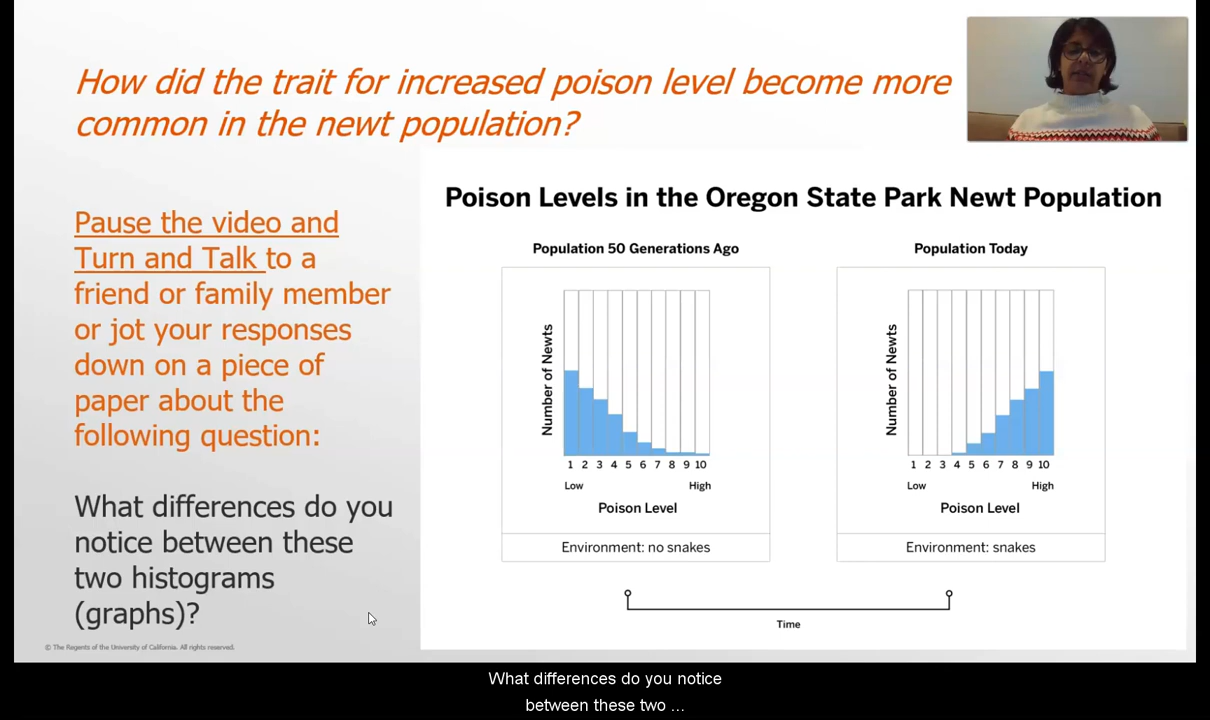 How did the trait for increased poison level become more
common in the newt population?
Pause the video and
Turn and Talk to a
friend or family member
or jot your responses
down on a piece of
paper about the
following question:
What differences do you
notice between these
two histograms
(graphs)?
© The Regents of the University of California. All rights reserved.
Poison Levels in the Oregon State Park Newt Population
Population 50 Generations Ago
Number of Newts
1 2 3 4 5 6 7 8 9 10
Low High
Poison Level
Environment: no snakes
Population Today
Number of Newts
1 2 3 4 5 6 7 8 9 10
Low High
Poison Level
Environment: snakes
Time
What differences do you notice
between these two ...